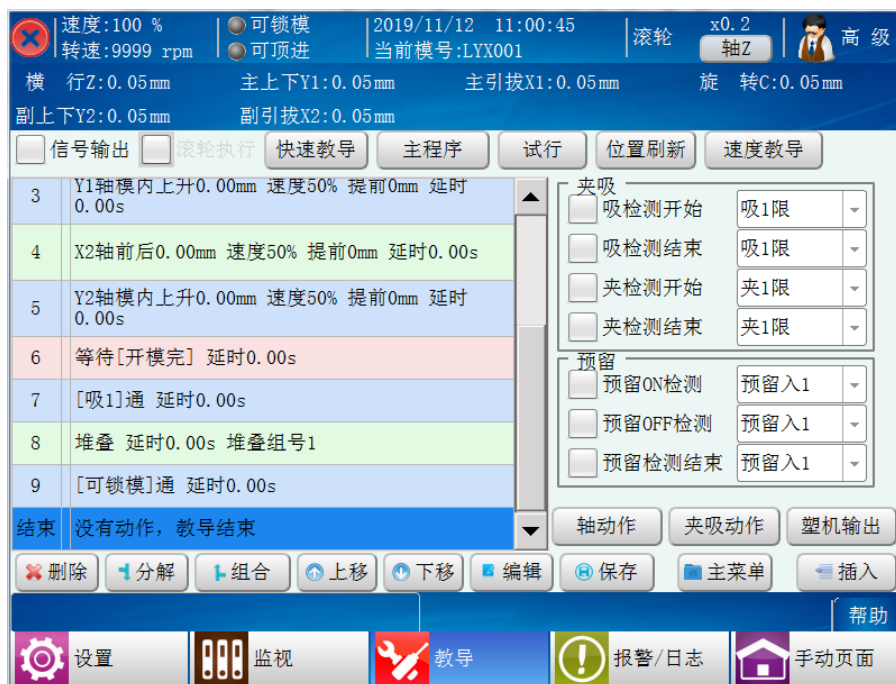 速度:100 % 可锁模 2019/11/12 11:00:45 滚轮 x0.2 高 级
转速:9999 rpm 可顶进 当前模号:LYX001 轴Z
横 行Z:0.05mm 主上下Y1:0.05mm 主引拔X1:0.05mm 旋 转C:0.05mm
副上下Y2:0.05mm 副引拔X2:0.05mm
信号输出 滚轮执行 快速教导 主程序 试行 位置刷新 速度教导
3 Y1轴模内上升0.00mm 速度50% 提前0mm 延时
0.00s
4 X2轴前后0.00mm 速度50% 提前0mm 延时0.00s
5 Y2轴模内上升0.00mm 速度50% 提前0mm 延时
0.00s
6 等待[开模完] 延时0.00s
7 [吸1]通 延时0.00s
8 堆叠 延时0.00s 堆叠组号1
9 [可锁模]通 延时0.00s
结束 没有动作，教导结束
夹吸
吸检测开始 吸1限
吸检测结束 吸1限
夹检测开始 夹1限
夹检测结束 夹1限
预留
预留ON检测 预留入1
预留OFF检测 预留入1
预留检测结束 预留入1
轴动作 夹吸动作 塑机输出
删除 分解 组合 上移 下移 编辑 保存 主菜单 插入
帮助
设置 监视 教导 报警/日志 手动页面